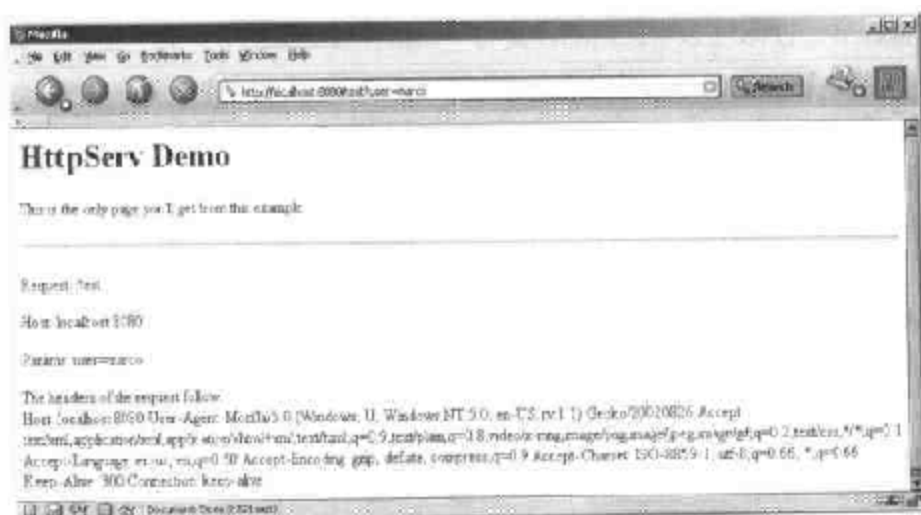 Mozilla
File Edit View Go Bookmarks Tools Window Help
http://localhost:8080/test?user=marco
Search
HttpServ Demo
This is the only page you'll get from this example
Request: /test
Host: localhost:8080
Params: user=marco
The headers of the request follow:
Host: localhost:8080 User-Agent: Mozilla/5.0 (Windows; U; Windows NT 5.0; en-US; rv:1.1) Gecko/20020826 Accept:
text/xml,application/xml,application/xhtml+xml,text/html;q=0.9,text/plain;q=0.8,video/x-mng,image/png,image/jpeg,image/gif;q=0.2,text/css,*/*;q=0.1
Accept-Language: en-us, en;q=0.50 Accept-Encoding: gzip, deflate, compress;q=0.9 Accept-Charset: ISO-8859-1, utf-8;q=0.66, *;q=0.66
Keep-Alive: 300 Connection: keep-alive
Document: Done